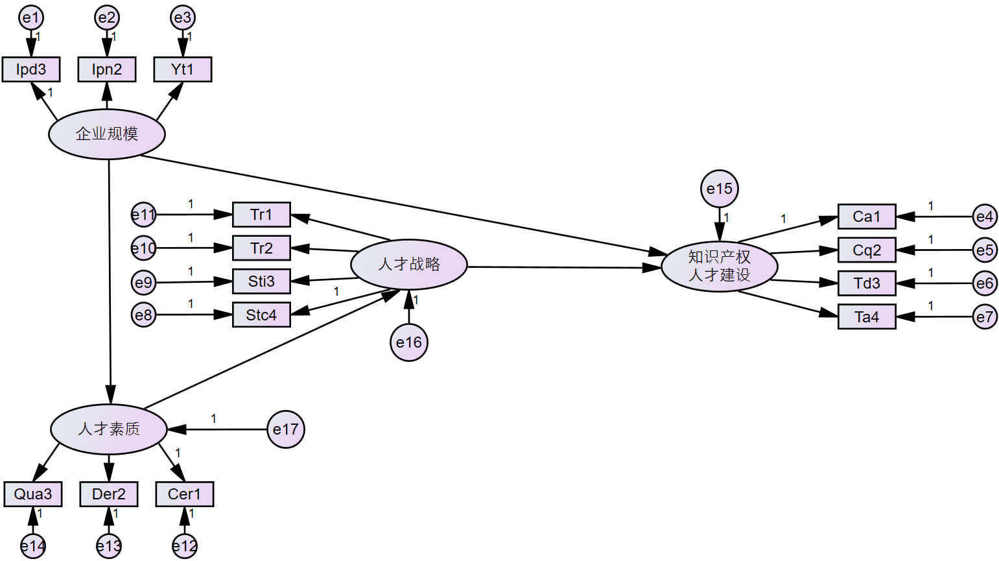 e1
e2
e3
1
1
1
Ipd3
Ipn2
Yt1
1
企业规模
e15
1
e11
1
Tr1
e10
1
Tr2
e9
1
Sti3
e8
1
Stc4
1
人才战略
1
e16
知识产权
人才建设
1
Ca1
1
e4
Cq2
1
e5
Td3
1
e6
Ta4
1
e7
人才素质
1
e17
1
Qua3
Der2
Cer1
1
1
1
e14
e13
e12